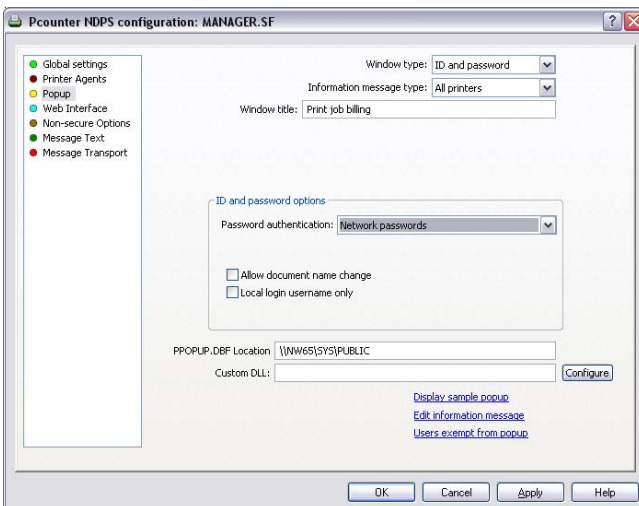 Pcounter NDPS configuration: MANAGER.SF
Global settings
Printer Agents
Popup
Web Interface
Non-secure Options
Message Text
Message Transport
Window type: ID and password
Information message type: All printers
Window title: Print job billing
ID and password options
Password authentication: Network passwords
Allow document name change
Local login username only
PPOPUP.DBF Location \\NW65\SYS\PUBLIC
Custom DLL: Configure
Display sample popup
Edit information message
Users exempt from popup
OK Cancel Apply Help